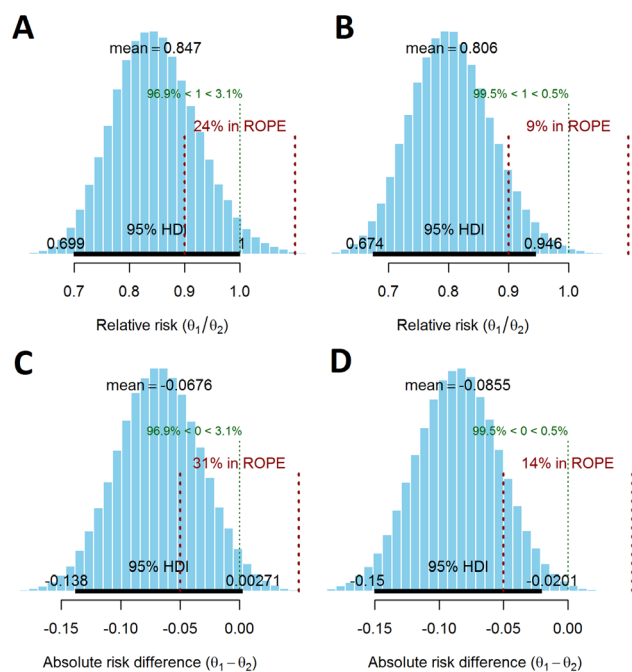 A
mean = 0.847
96.9% < 1 < 3.1%
24% in ROPE
95% HDI
0.699
1
0.7 0.8 0.9 1.0
Relative risk (θ1/θ2)
B
mean = 0.806
99.5% < 1 < 0.5%
9% in ROPE
95% HDI
0.674
0.946
0.7 0.8 0.9 1.0
Relative risk (θ1/θ2)
C
mean = -0.0676
96.9% < 0 < 3.1%
31% in ROPE
95% HDI
-0.138
0.00271
-0.15 -0.10 -0.05 0.00
Absolute risk difference (θ1 − θ2)
D
mean = -0.0855
99.5% < 0 < 0.5%
14% in ROPE
95% HDI
-0.15
-0.0201
-0.15 -0.10 -0.05 0.00
Absolute risk difference (θ1 − θ2)